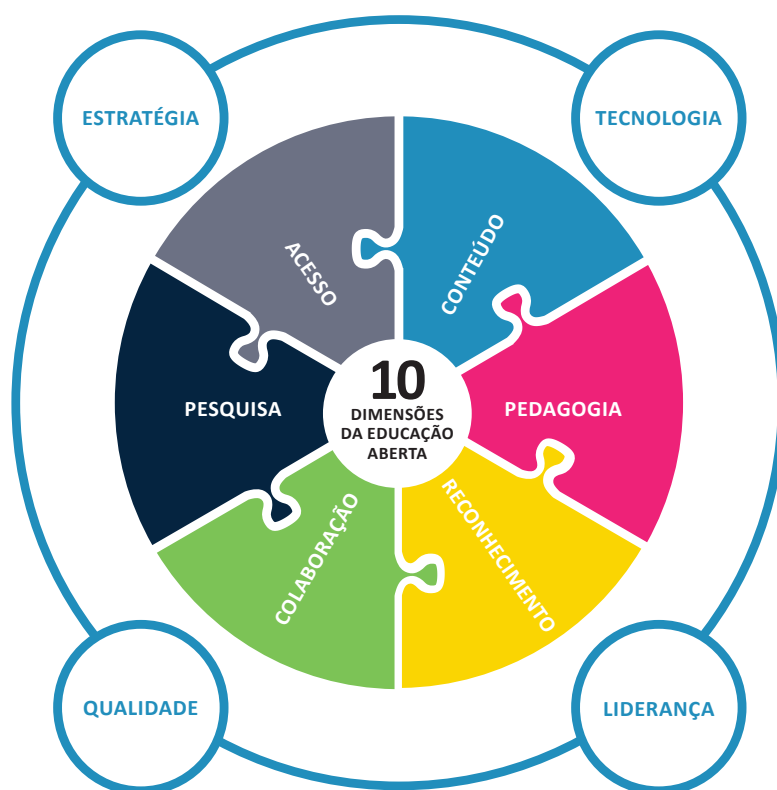 ESTRATÉGIA
TECNOLOGIA
ACESSO
CONTEÚDO
PESQUISA
10
DIMENSÕES
DA EDUCAÇÃO
ABERTA
PEDAGOGIA
COLABORAÇÃO
RECONHECIMENTO
QUALIDADE
LIDERANÇA